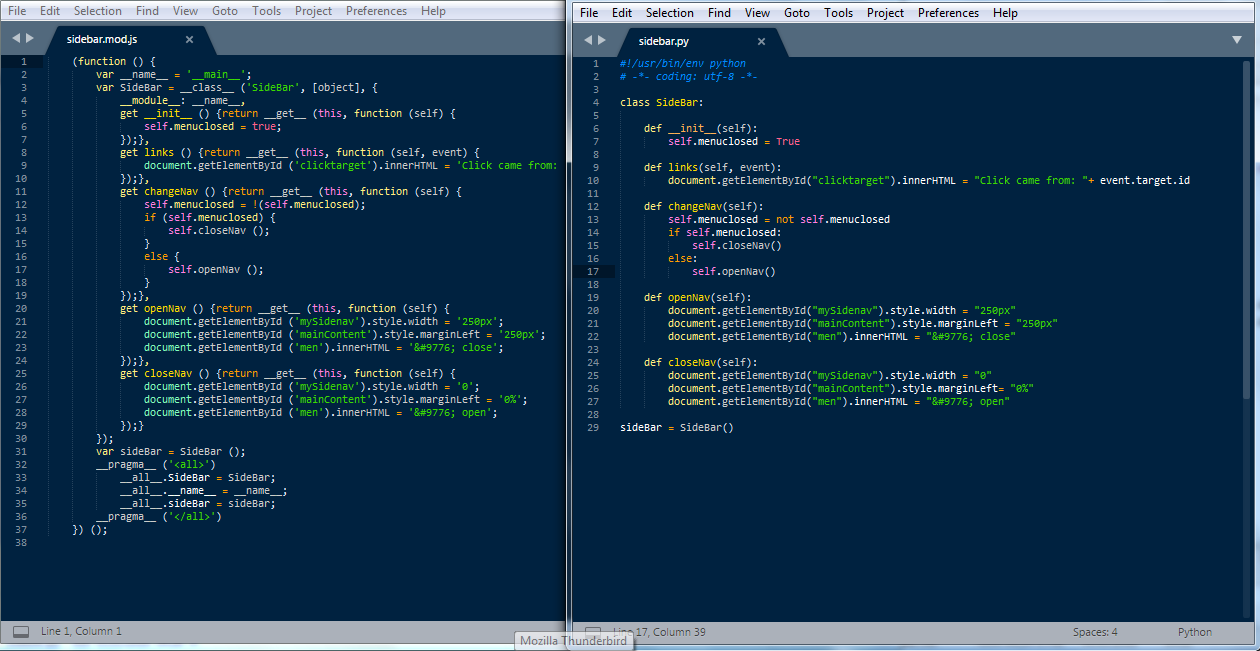 File Edit Selection Find View Goto Tools Project Preferences Help
sidebar.mod.js ×
1 (function () {
2 var __name__ = '__main__';
3 var SideBar = __class__ ('SideBar', [object], {
4 __module__: __name__,
5 get __init__ () {return __get__ (this, function (self) {
6 self.menuclosed = true;
7 });},
8 get links () {return __get__ (this, function (self, event) {
9 document.getElementById ('clicktarget').innerHTML = 'Click came from:
10 });},
11 get changeNav () {return __get__ (this, function (self) {
12 self.menuclosed = !(self.menuclosed);
13 if (self.menuclosed) {
14 self.closeNav ();
15 }
16 else {
17 self.openNav ();
18 }
19 });},
20 get openNav () {return __get__ (this, function (self) {
21 document.getElementById ('mySidenav').style.width = '250px';
22 document.getElementById ('mainContent').style.marginLeft = '250px';
23 document.getElementById ('men').innerHTML = '&#9776; close';
24 });},
25 get closeNav () {return __get__ (this, function (self) {
26 document.getElementById ('mySidenav').style.width = '0';
27 document.getElementById ('mainContent').style.marginLeft = '0%';
28 document.getElementById ('men').innerHTML = '&#9776; open';
29 });}
30 });
31 var sideBar = SideBar ();
32 __pragma__ ('<all>')
33 __all__.SideBar = SideBar;
34 __all__.__name__ = __name__;
35 __all__.sideBar = sideBar;
36 __pragma__ ('</all>')
37 }) ();
38
Line 1, Column 1
File Edit Selection Find View Goto Tools Project Preferences Help
sidebar.py ×
1 #!/usr/bin/env python
2 # -*- coding: utf-8 -*-
3
4 class SideBar:
5
6 def __init__(self):
7 self.menuclosed = True
8
9 def links(self, event):
10 document.getElementById("clicktarget").innerHTML = "Click came from: "+ event.target.id
11
12 def changeNav(self):
13 self.menuclosed = not self.menuclosed
14 if self.menuclosed:
15 self.closeNav()
16 else:
17 self.openNav()
18
19 def openNav(self):
20 document.getElementById("mySidenav").style.width = "250px"
21 document.getElementById("mainContent").style.marginLeft = "250px"
22 document.getElementById("men").innerHTML = "&#9776; close"
23
24 def closeNav(self):
25 document.getElementById("mySidenav").style.width = "0"
26 document.getElementById("mainContent").style.marginLeft= "0%"
27 document.getElementById("men").innerHTML = "&#9776; open"
28
29 sideBar = SideBar()
Line 17, Column 39 Spaces: 4 Python
Mozilla Thunderbird